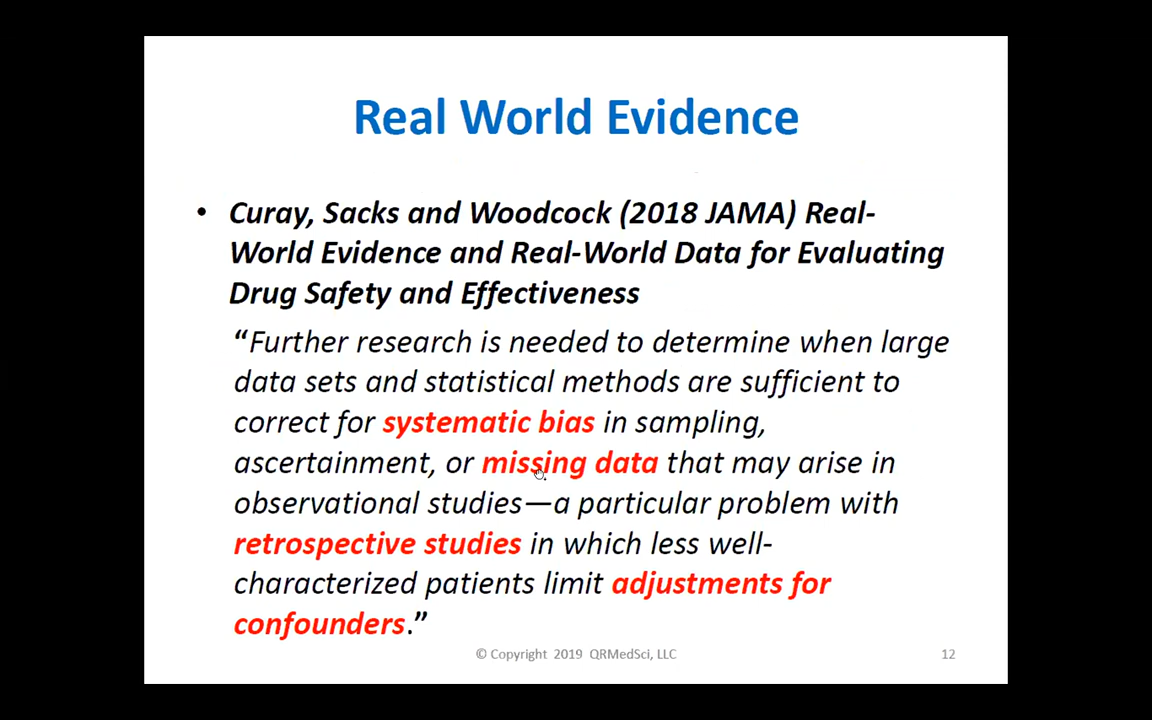 Real World Evidence
• Curay, Sacks and Woodcock (2018 JAMA) Real-
World Evidence and Real-World Data for Evaluating
Drug Safety and Effectiveness
“Further research is needed to determine when large
data sets and statistical methods are sufficient to
correct for systematic bias in sampling,
ascertainment, or missing data that may arise in
observational studies—a particular problem with
retrospective studies in which less well-
characterized patients limit adjustments for
confounders.”
© Copyright 2019 QRMedSci, LLC
12